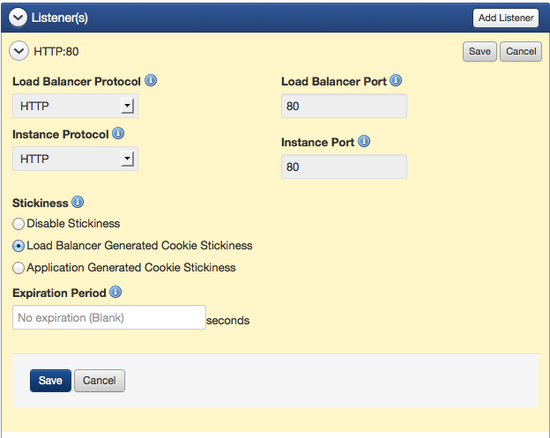 Listener(s)
Add Listener
HTTP:80
Save
Cancel
Load Balancer Protocol
Load Balancer Port
HTTP
80
Instance Protocol
Instance Port
HTTP
80
Stickiness
Disable Stickiness
Load Balancer Generated Cookie Stickiness
Application Generated Cookie Stickiness
Expiration Period
No expiration (Blank)
seconds
Save
Cancel